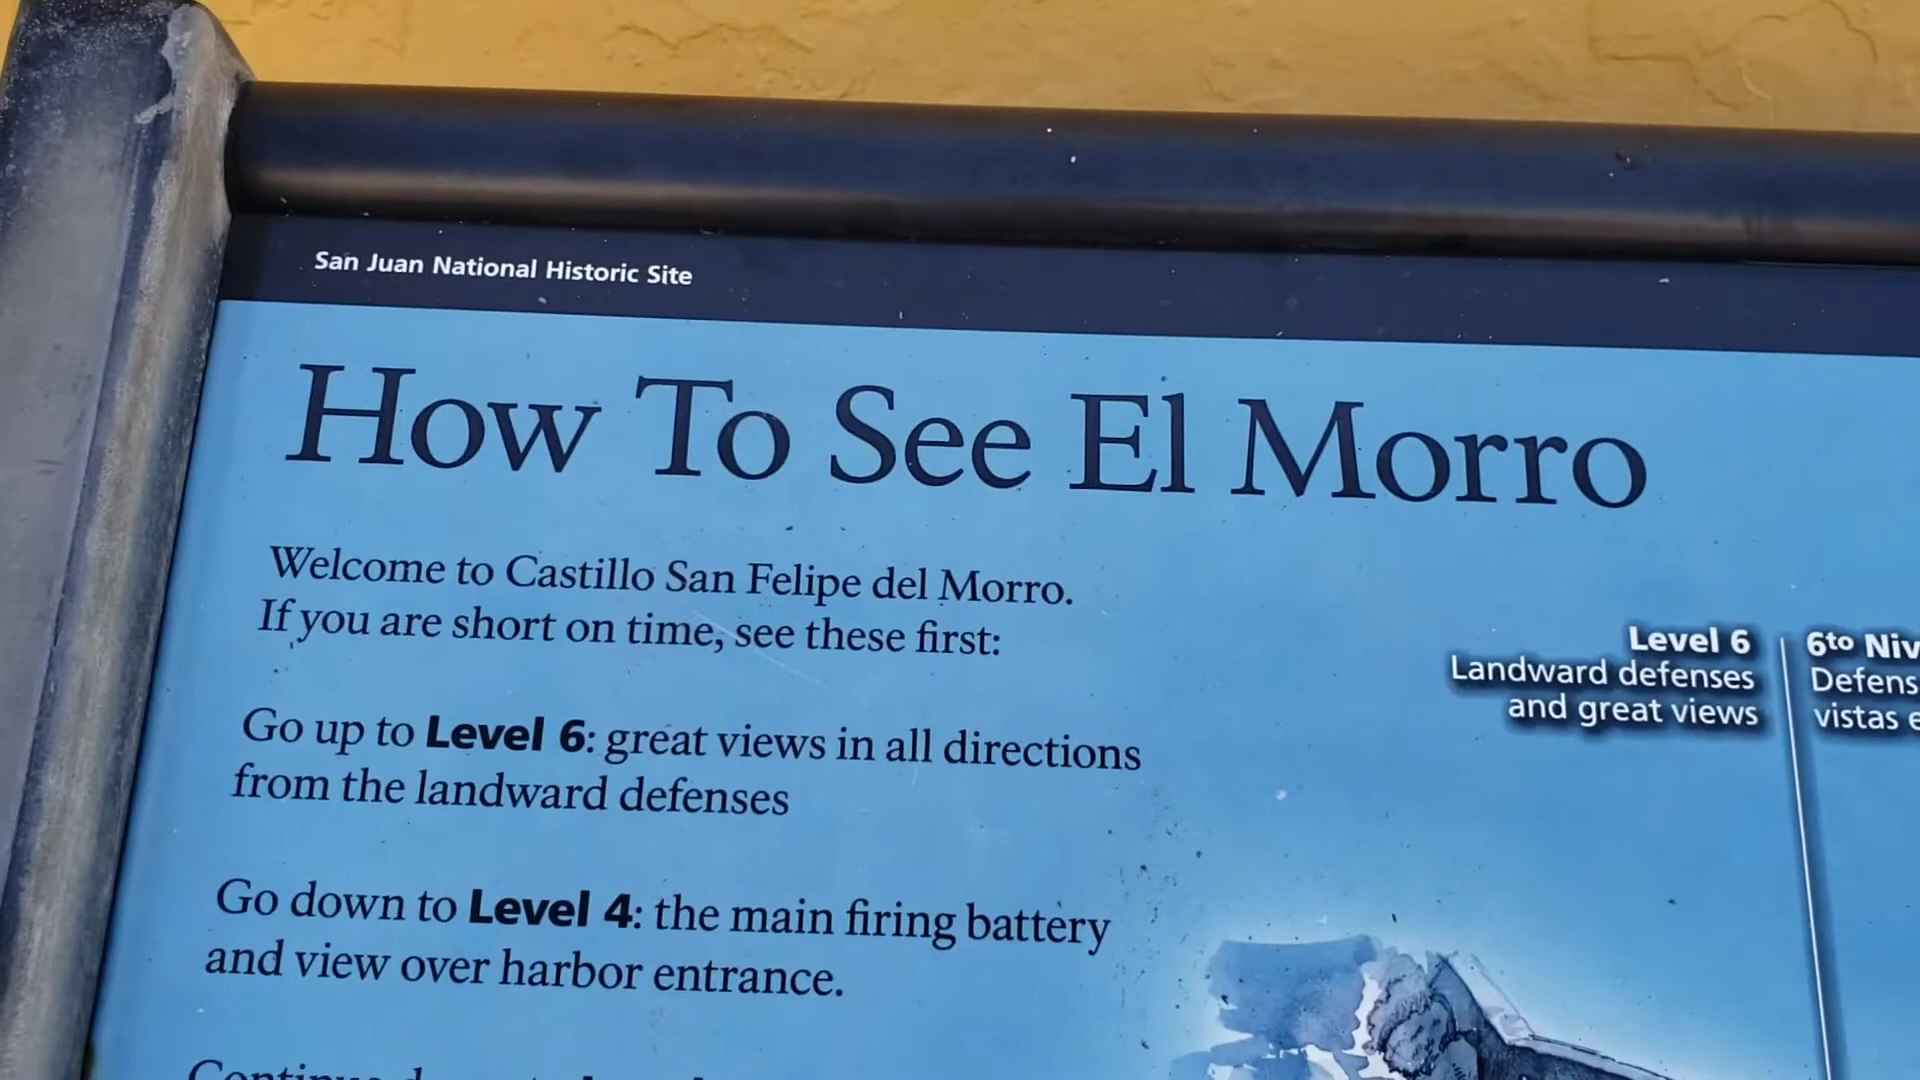 San Juan National Historic Site
How To See El Morro
Welcome to Castillo San Felipe del Morro.
If you are short on time, see these first:
Go up to Level 6: great views in all directions
from the landward defenses
Go down to Level 4: the main firing battery
and view over harbor entrance.
Level 6
Landward defenses
and great views
6to Niv
Defens
vistas e